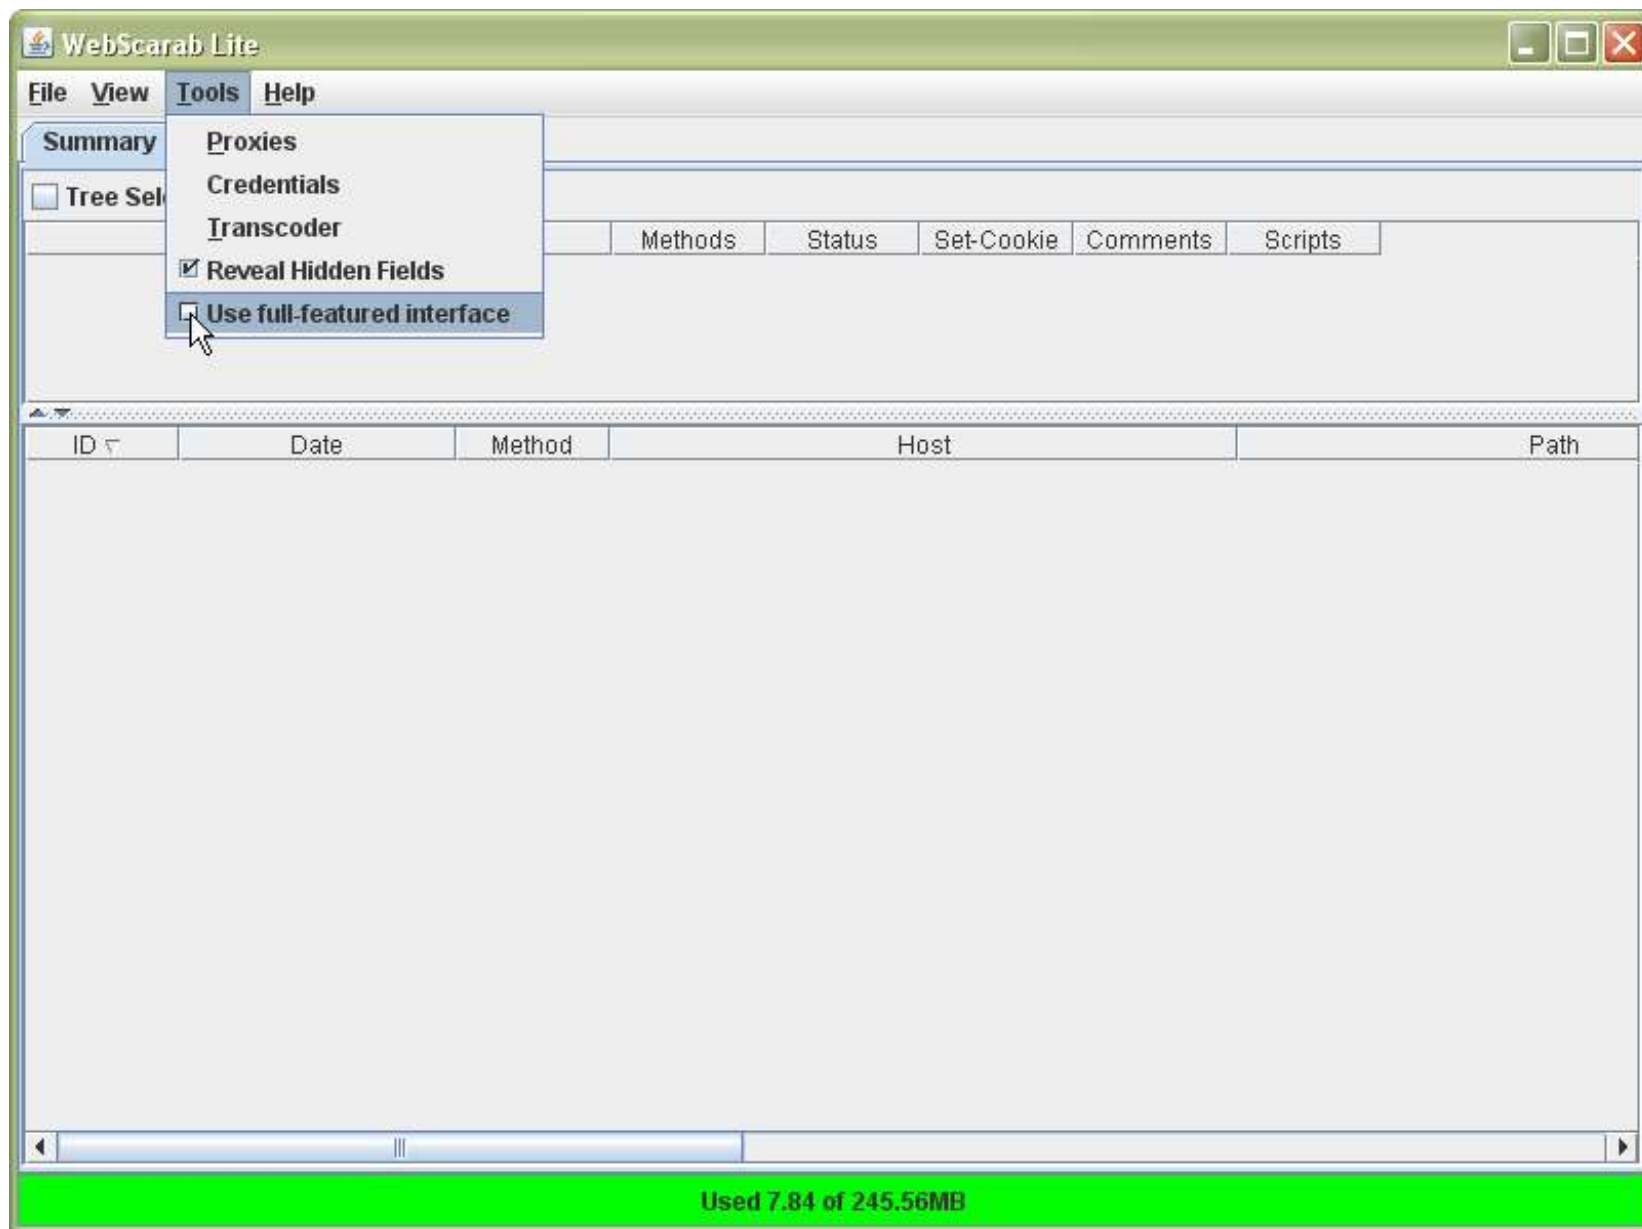 WebScarab Lite
File View Tools Help
Summary
Proxies
Credentials
Tree Sel
Transcoder
Methods Status Set-Cookie Comments Scripts
Reveal Hidden Fields
Use full-featured interface
ID Date Method Host Path
Used 7.84 of 245.56MB